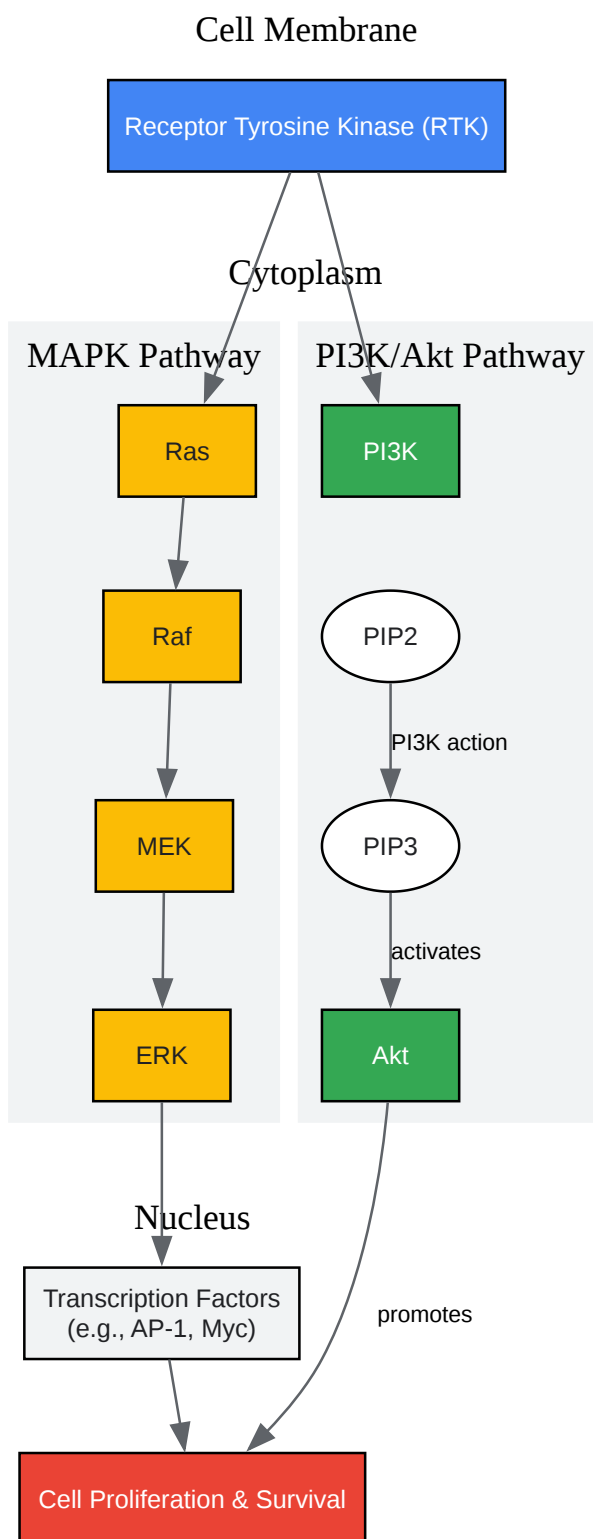 Cell Membrane
Receptor Tyrosine Kinase (RTK)
Cytoplasm
MAPK Pathway
PI3K/Akt Pathway
Ras
PI3K
Raf
PIP2
PI3K action
MEK
PIP3
activates
ERK
Akt
Nucleus
Transcription Factors
(e.g., AP-1, Myc)
promotes
Cell Proliferation & Survival